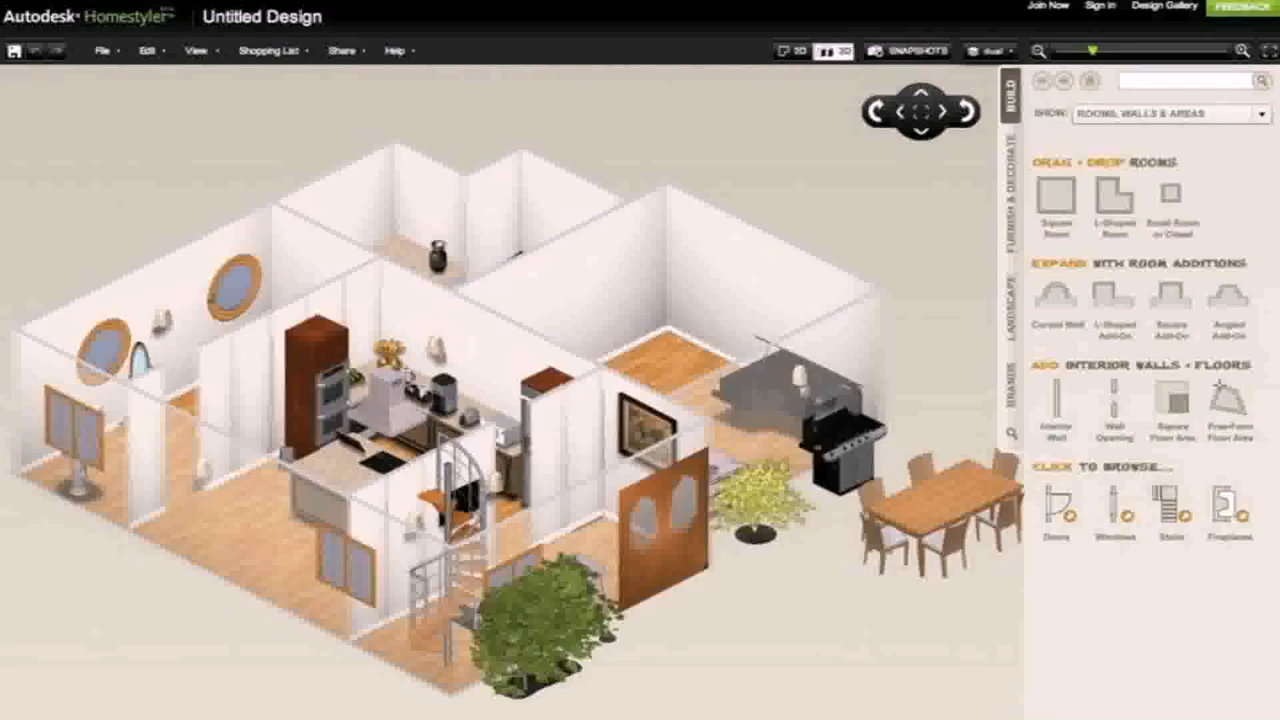 Autodesk® Homestyler™ Untitled Design Join Now Sign In Design Gallery FEEDBACK
File Edit View Shopping List Share Help 2D 3D SNAPSHOTS dual
BUILD
FURNISH & DECORATE
LANDSCAPE
BRANDS
SHOW: ROOMS, WALLS & AREAS
DRAG + DROP ROOMS
Square Room
L-Shaped Room
Small Room or Closet
EXPAND WITH ROOM ADDITIONS
Curved Wall
L-Shaped Add-On
Square Add-On
Angled Add-On
ADD INTERIOR WALLS + FLOORS
Interior Wall
Wall Opening
Square Floor Area
Free-Form Floor Area
CLICK TO BROWSE...
Doors Windows Stairs Fireplaces